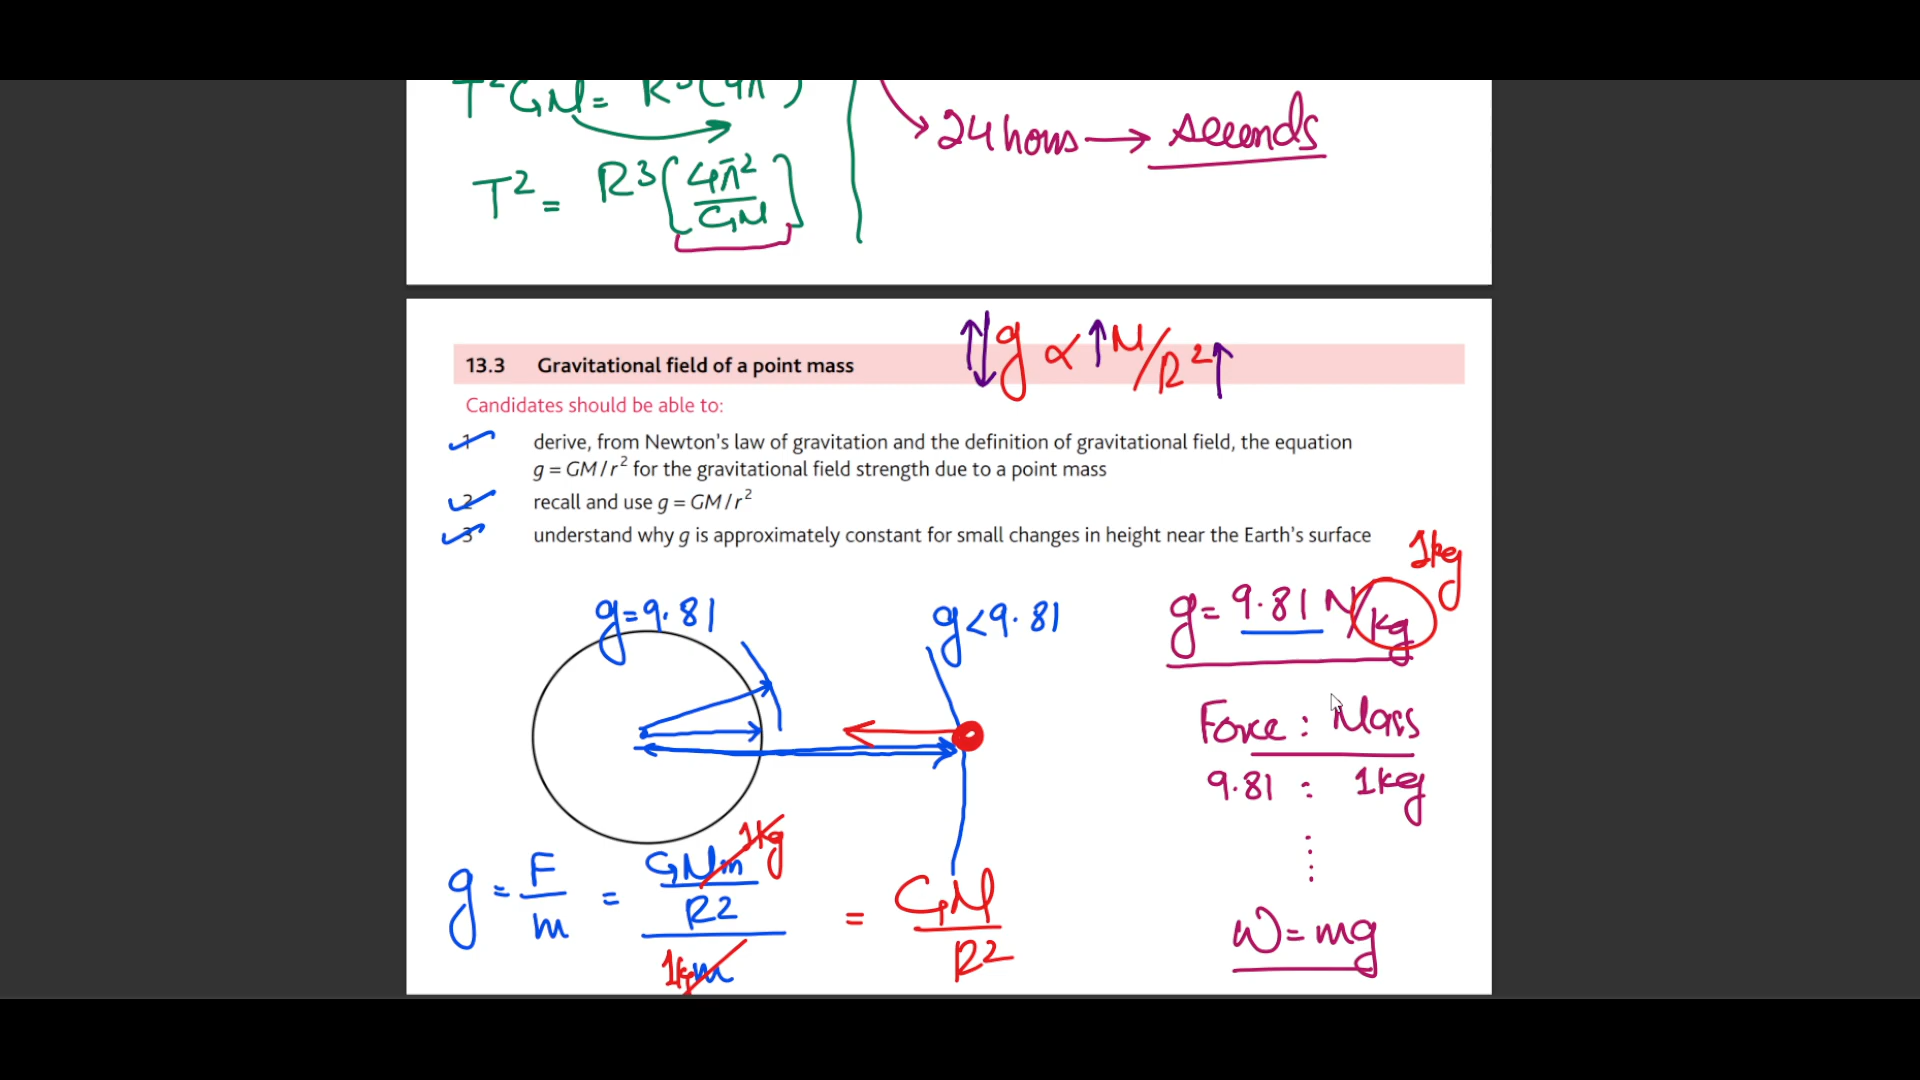 T²GM = R³(4π²)
24 hours → seconds
T² = R³[4π²/GM]
g ∝ M/R²
13.3 Gravitational field of a point mass
Candidates should be able to:
1 derive, from Newton's law of gravitation and the definition of gravitational field, the equation
g = GM/r² for the gravitational field strength due to a point mass
2 recall and use g = GM/r²
3 understand why g is approximately constant for small changes in height near the Earth's surface
1kg
g=9.81
g<9.81
g= 9.81 N/kg
Force : Mass
9.81 : 1kg
1kg
g = F/m = GMm/R² / 1kg m = GM/R²
W=mg